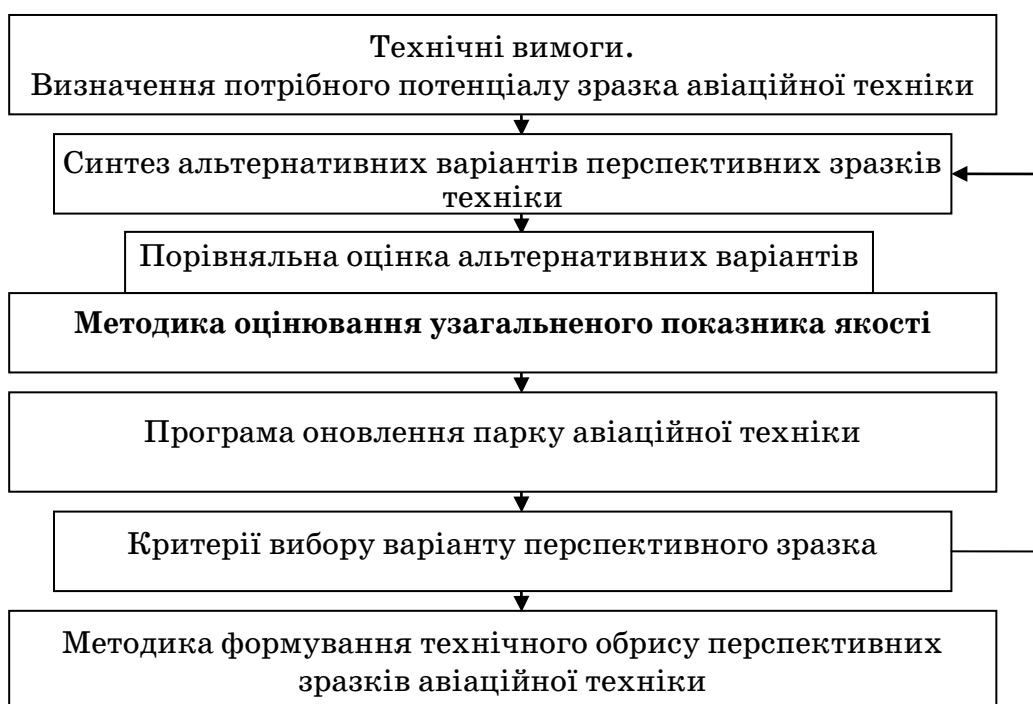 Технічні вимоги.
Визначення потрібного потенціалу зразка авіаційної техніки
Синтез альтернативних варіантів перспективних зразків
техніки
Порівняльна оцінка альтернативних варіантів
Методика оцінювання узагальненого показника якості
Програма оновлення парку авіаційної техніки
Критерії вибору варіанту перспективного зразка
Методика формування технічного обрису перспективних
зразків авіаційної техніки